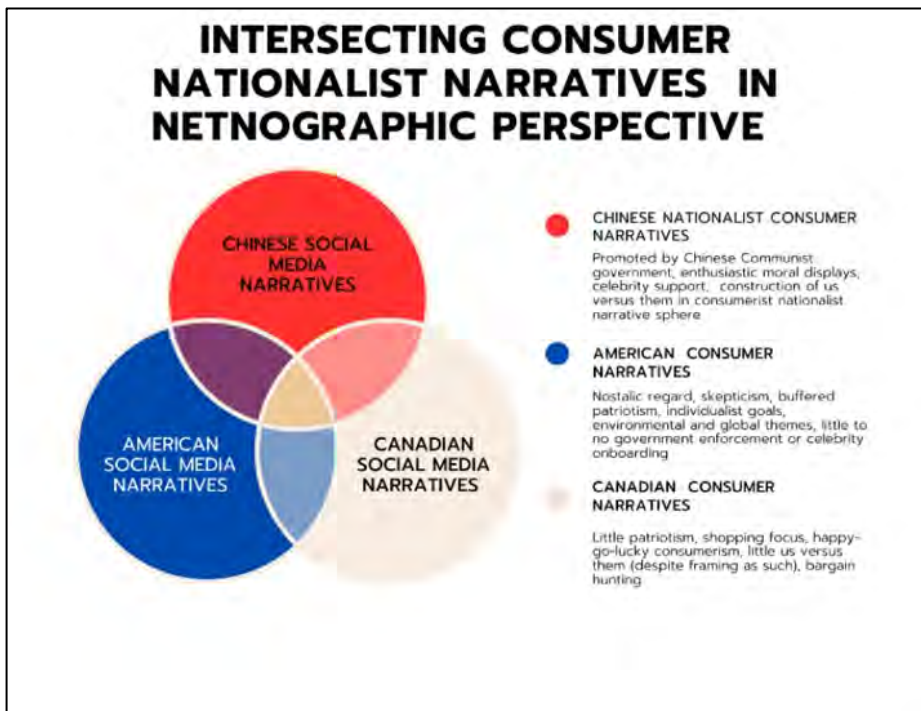 INTERSECTING CONSUMER
NATIONALIST NARRATIVES IN
NETNOGRAPHIC PERSPECTIVE
CHINESE SOCIAL
MEDIA
NARRATIVES
AMERICAN
SOCIAL MEDIA
NARRATIVES
CANADIAN
SOCIAL MEDIA
NARRATIVES
CHINESE NATIONALIST CONSUMER
NARRATIVES
Promoted by Chinese Communist
government, enthusiastic moral displays,
celebrity support, construction of us
versus them in consumerist nationalist
narrative sphere
AMERICAN CONSUMER
NARRATIVES
Nostalic regard, skepticism, buffered
patriotism, individualist goals,
environmental and global themes, little to
no government enforcement or celebrity
onboarding
CANADIAN CONSUMER
NARRATIVES
Little patriotism, shopping focus, happy-
go-lucky consumerism, little us versus
them (despite framing as such), bargain
hunting